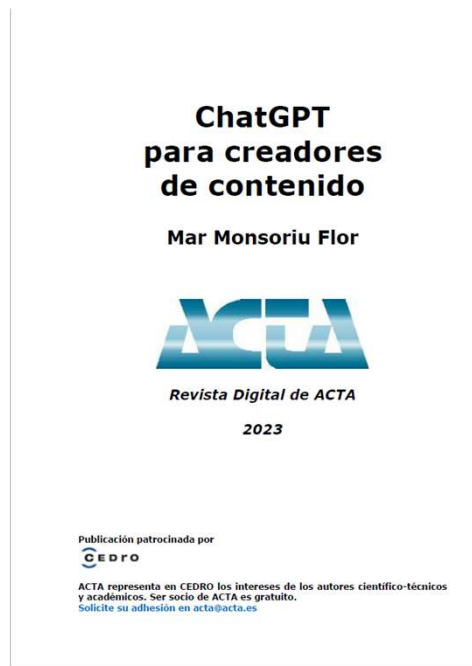 ChatGPT
para creadores
de contenido
Mar Monsoriu Flor
ACTA
Revista Digital de ACTA
2023
Publicación patrocinada por
CEDRO
ACTA representa en CEDRO los intereses de los autores científico-técnicos
y académicos. Ser socio de ACTA es gratuito.
Solicite su adhesión en acta@acta.es